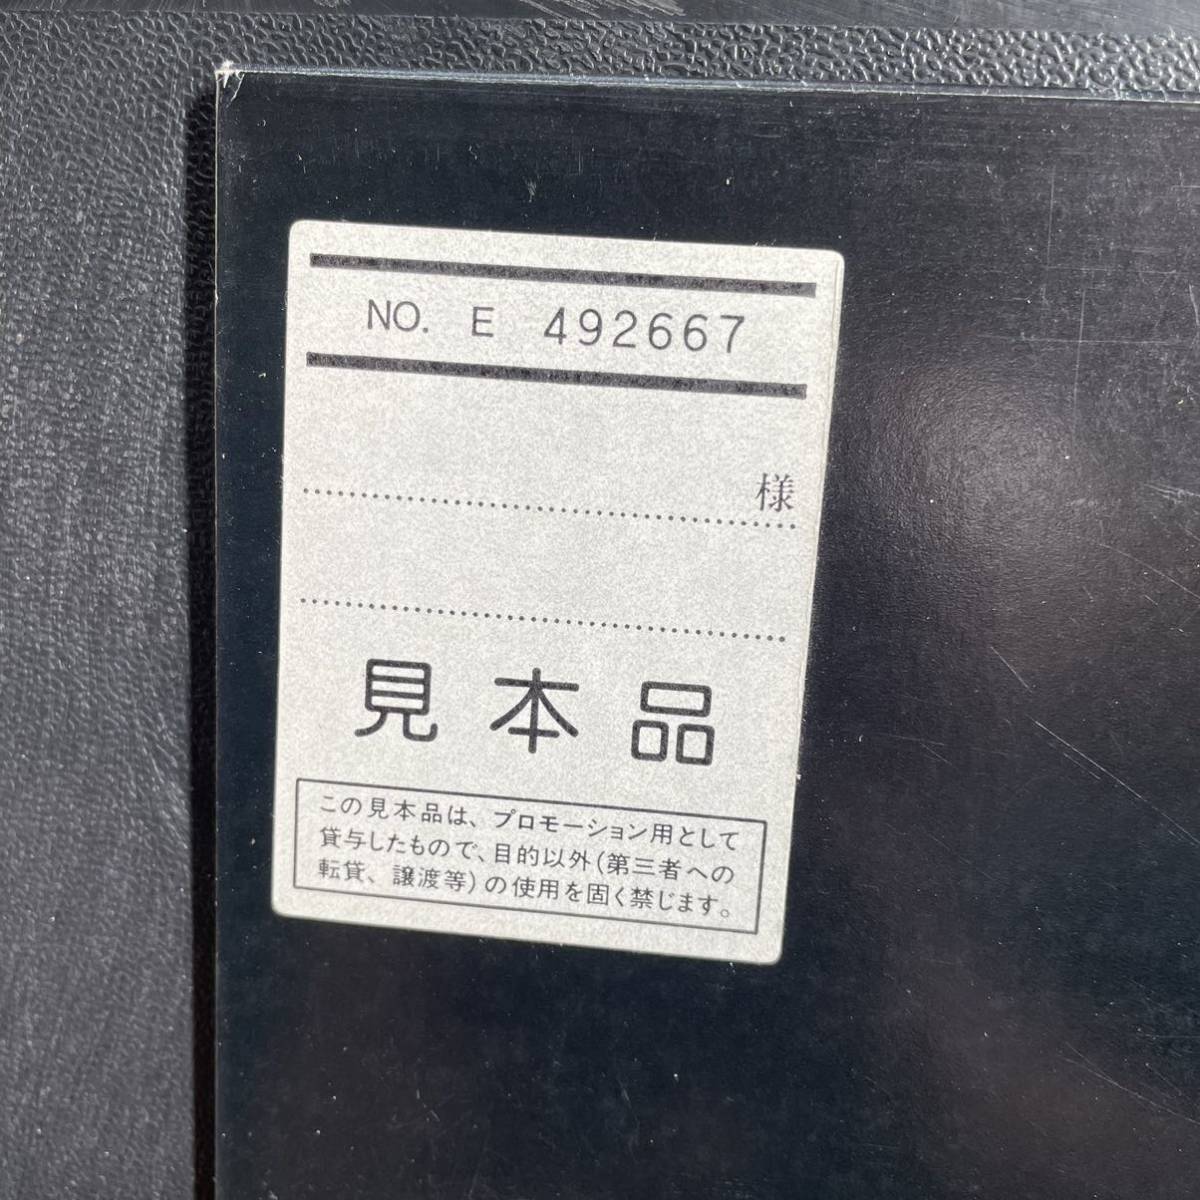 NO. E 492667
様
見本品
この見本品は、プロモーション用として
貸与したもので、目的以外(第三者への
転貸、譲渡等)の使用を固く禁じます。